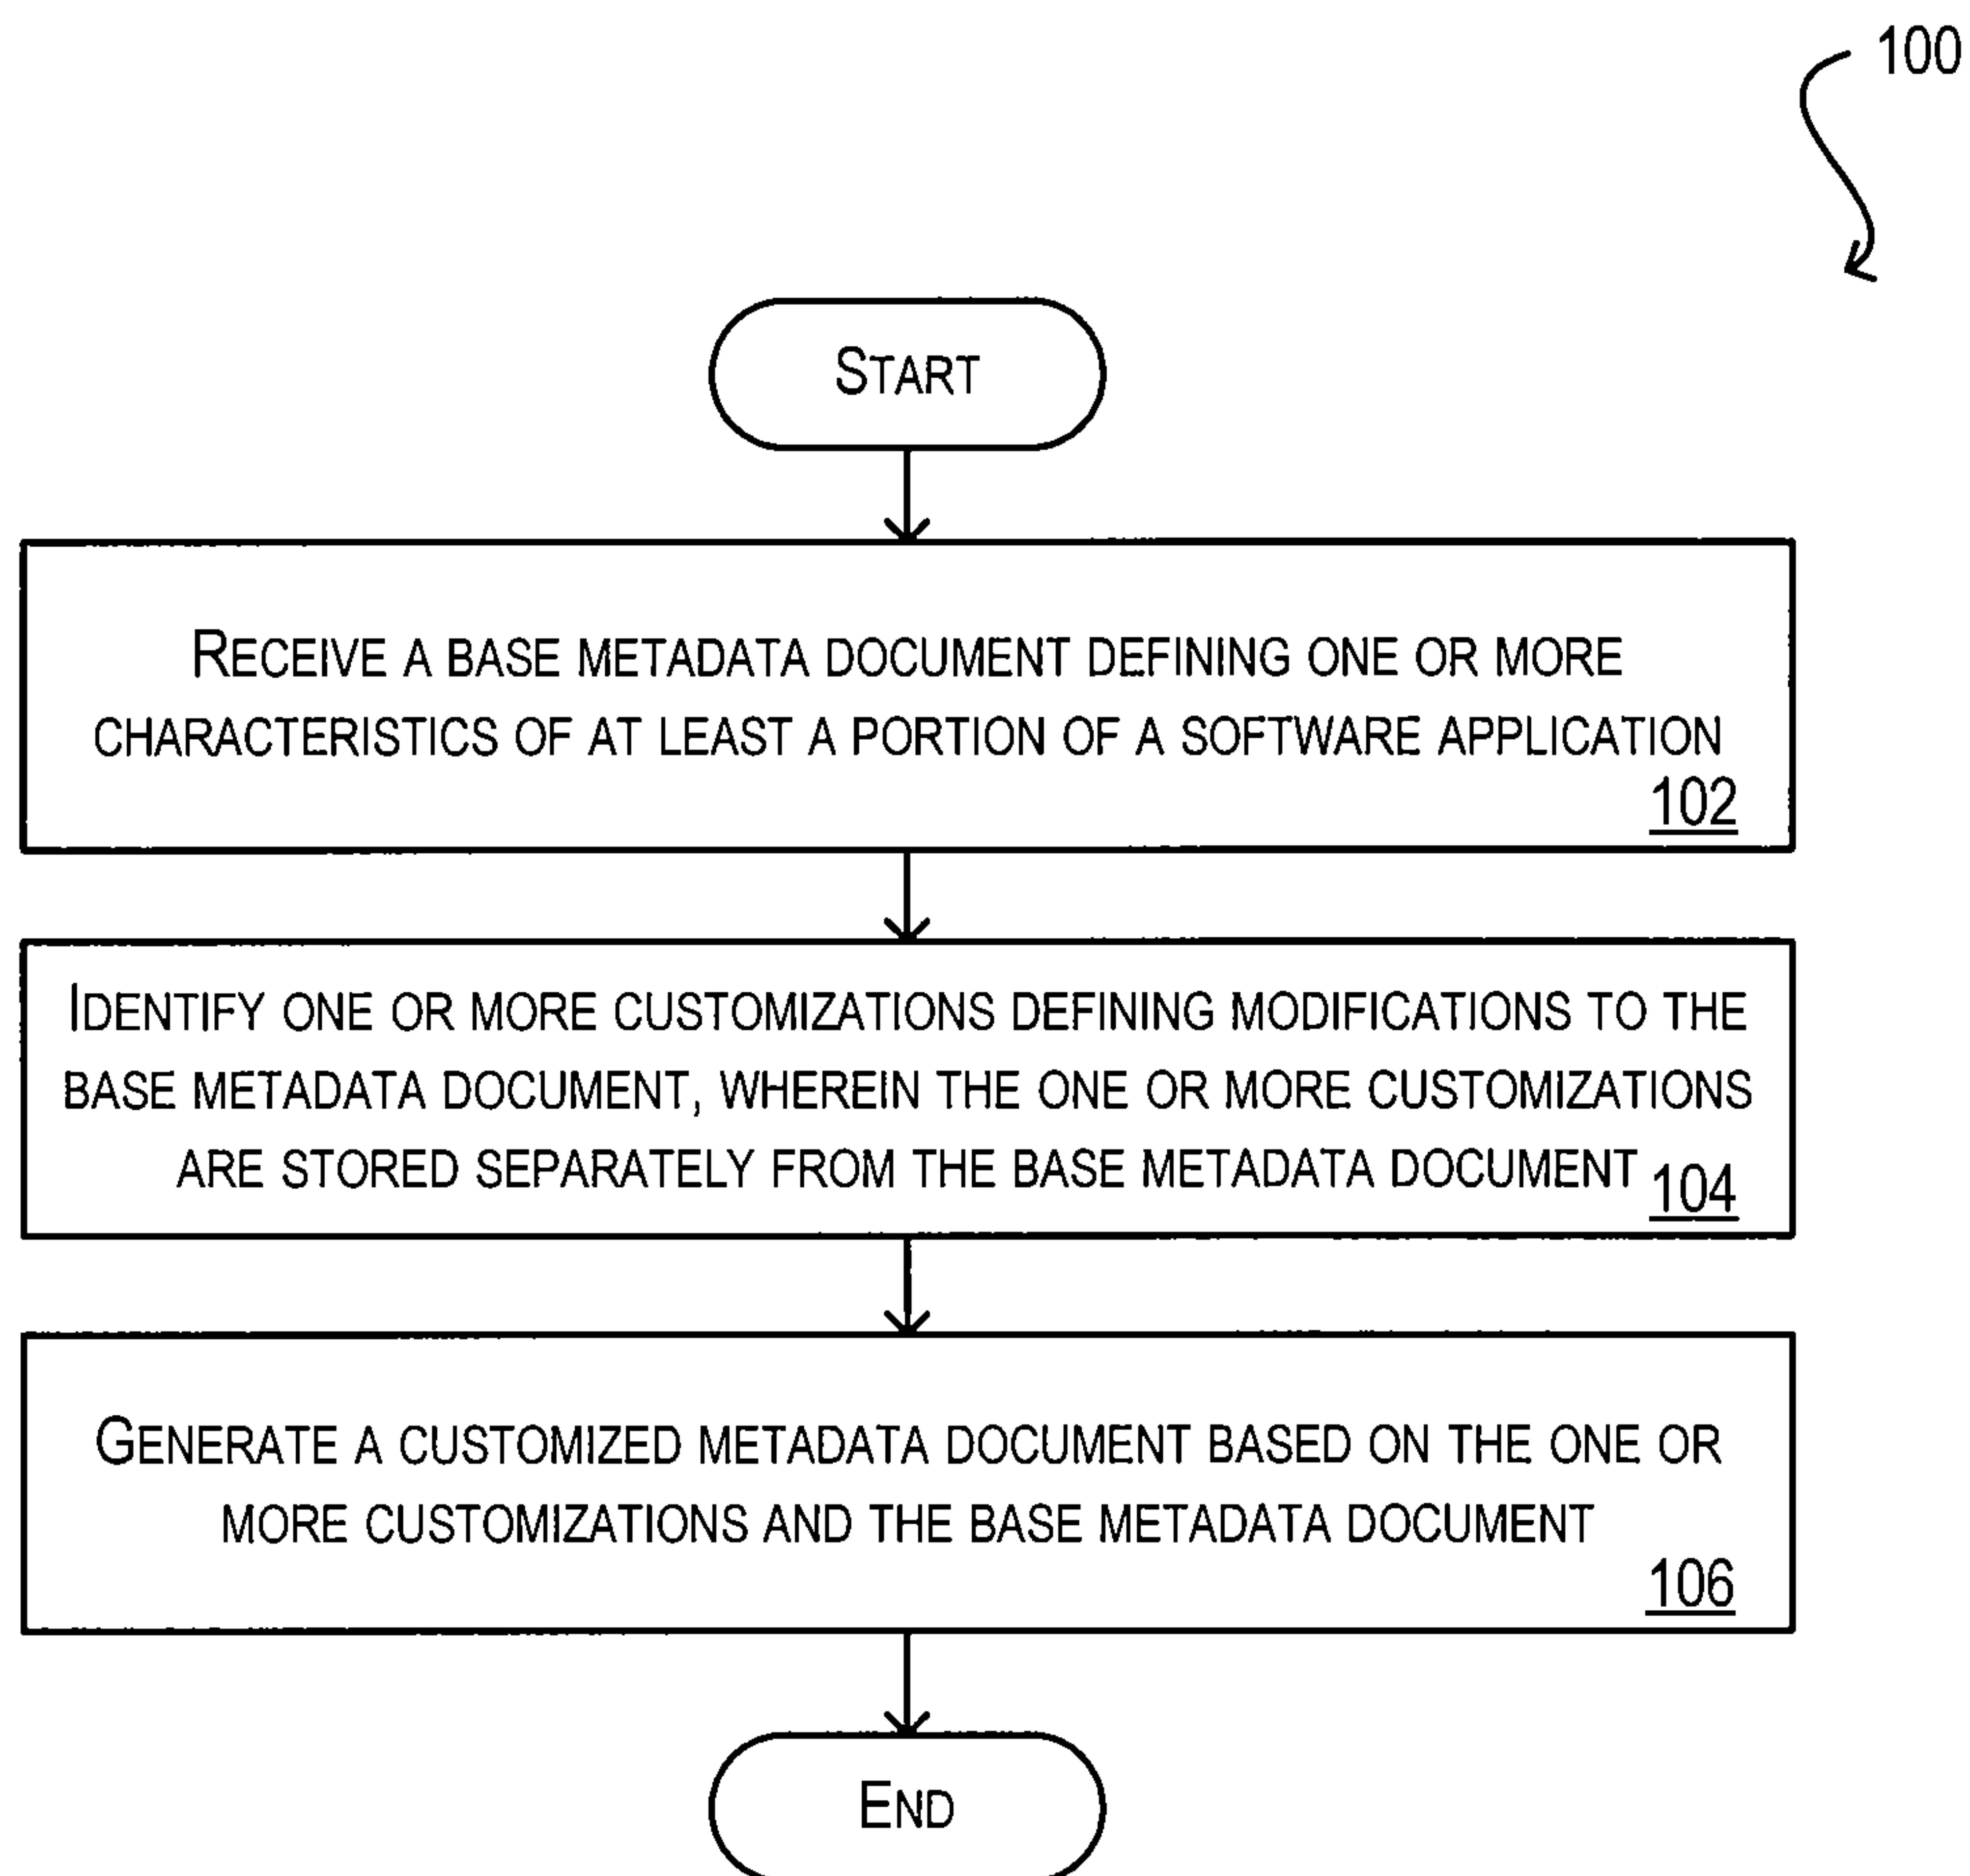 100
START
RECEIVE A BASE METADATA DOCUMENT DEFINING ONE OR MORE
CHARACTERISTICS OF AT LEAST A PORTION OF A SOFTWARE APPLICATION
102
IDENTIFY ONE OR MORE CUSTOMIZATIONS DEFINING MODIFICATIONS TO THE
BASE METADATA DOCUMENT, WHEREIN THE ONE OR MORE CUSTOMIZATIONS
ARE STORED SEPARATELY FROM THE BASE METADATA DOCUMENT
104
GENERATE A CUSTOMIZED METADATA DOCUMENT BASED ON THE ONE OR
MORE CUSTOMIZATIONS AND THE BASE METADATA DOCUMENT
106
END